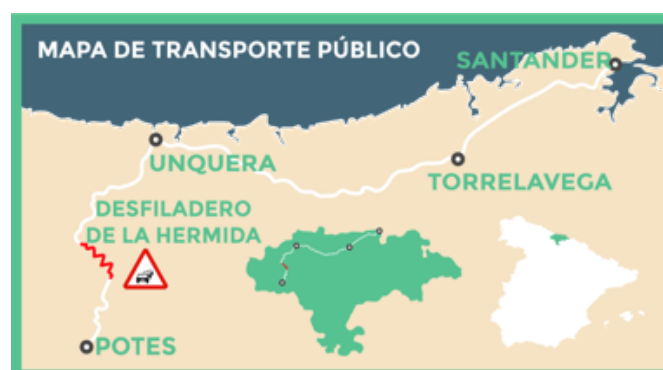 MAPA DE TRANSPORTE PÚBLICO
SANTANDER
UNQUERA
TORRELAVEGA
DESFILADERO
DE LA HERMIDA
POTES